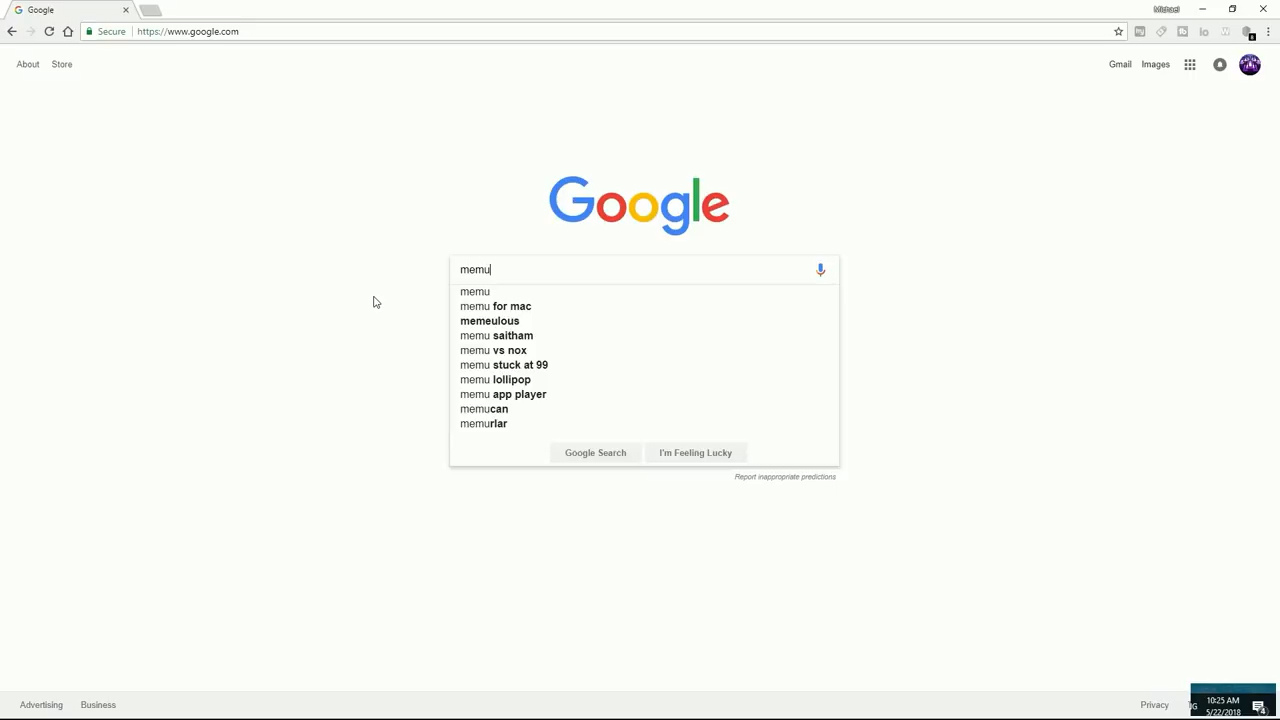 Google
Michael
Secure https://www.google.com
About Store
Gmail Images
Google
memu
memu
memu for mac
memeulous
memu saitham
memu vs nox
memu stuck at 99
memu lollipop
memu app player
memucan
memurlar
Google Search I'm Feeling Lucky
Report inappropriate predictions
Advertising Business
Privacy
10:25 AM
5/22/2018